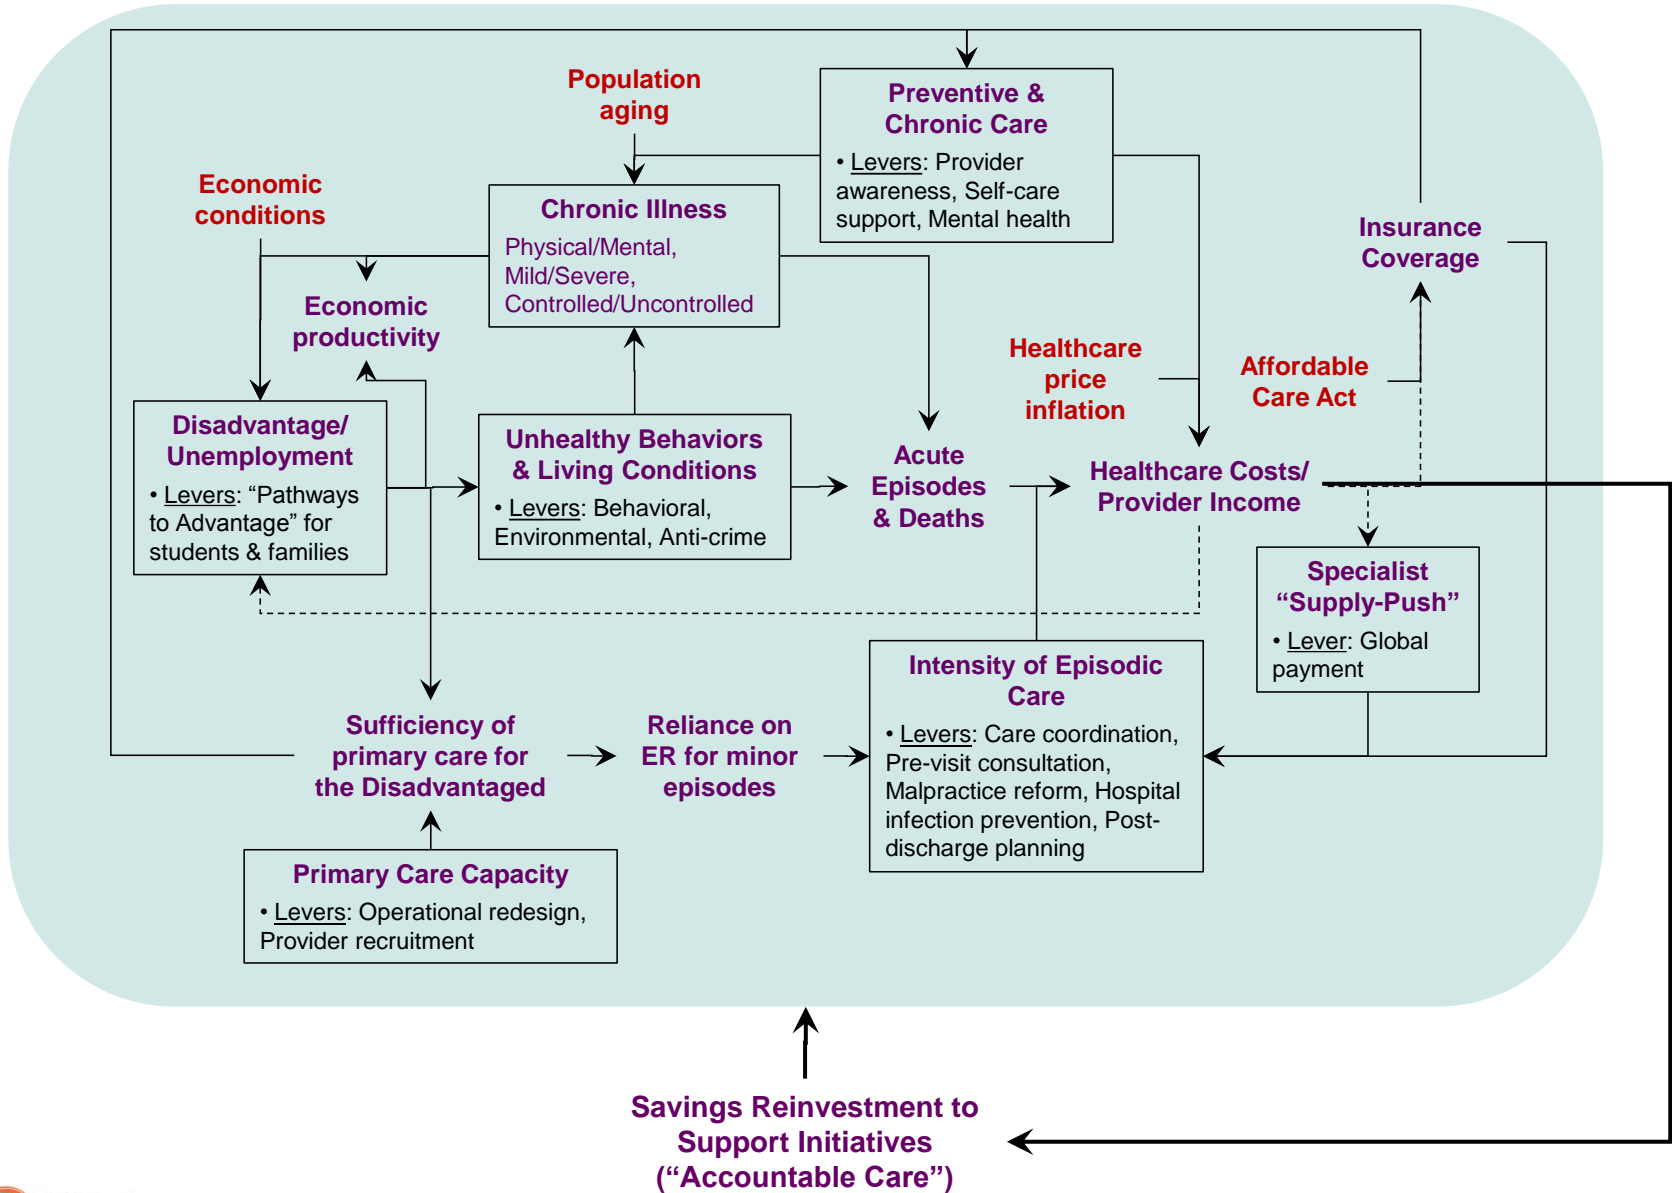 Population
aging
Preventive &
Chronic Care
• Levers: Provider
awareness, Self-care
support, Mental health
Economic
conditions
Chronic Illness
Physical/Mental,
Mild/Severe,
Controlled/Uncontrolled
Insurance
Coverage
Economic
productivity
Healthcare
price
inflation
Affordable
Care Act
Disadvantage/
Unemployment
• Levers: “Pathways
to Advantage” for
students & families
Unhealthy Behaviors
& Living Conditions
• Levers: Behavioral,
Environmental, Anti-crime
Acute
Episodes
& Deaths
Healthcare Costs/
Provider Income
Specialist
“Supply-Push”
• Lever: Global
payment
Sufficiency of
primary care for
the Disadvantaged
Reliance on
ER for minor
episodes
Intensity of Episodic
Care
• Levers: Care coordination,
Pre-visit consultation,
Malpractice reform, Hospital
infection prevention, Post-
discharge planning
Primary Care Capacity
• Levers: Operational redesign,
Provider recruitment
Savings Reinvestment to
Support Initiatives
(“Accountable Care”)